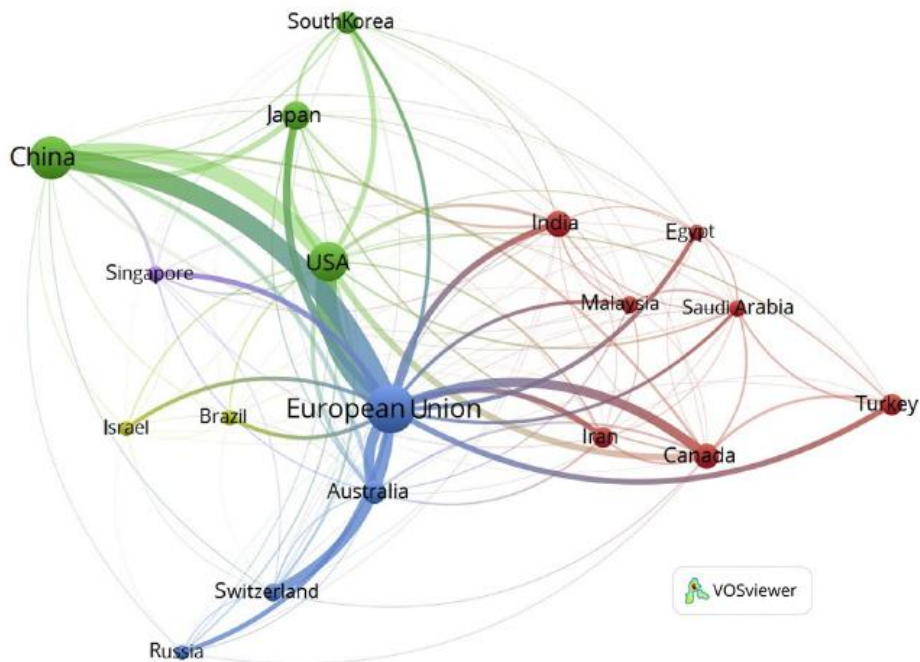 SouthKorea
Japan
China
India
Egypt
USA
Singapore
Malaysia
Saudi Arabia
European Union
Turkey
Israel
Brazil
Iran
Canada
Australia
Switzerland
VOSviewer
Russia